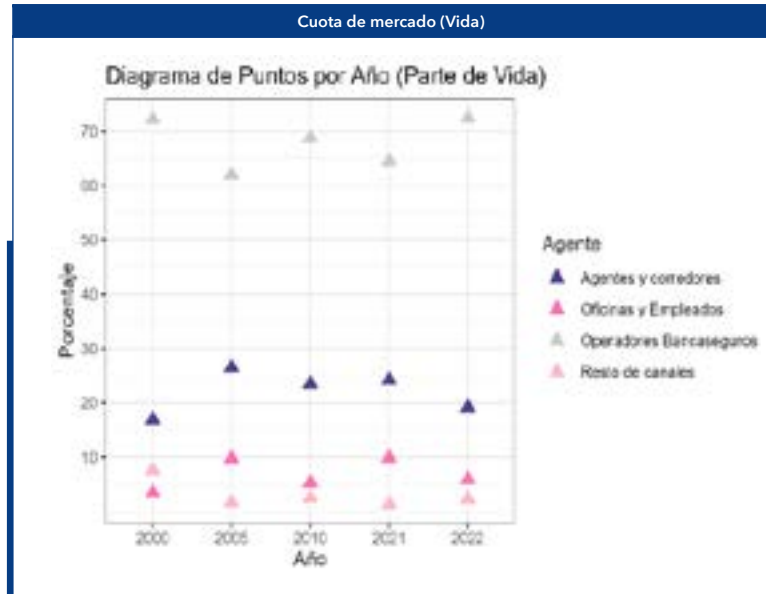 Cuota de mercado (Vida)
Diagrama de Puntos por Año (Parte de Vida)
70
60
50
40
30
20
10
Porcentaje
2000 2005 2010 2021 2022
Año
Agente
Agentes y corredores
Oficinas y Empleados
Operadores Bancaseguros
Resto de canales